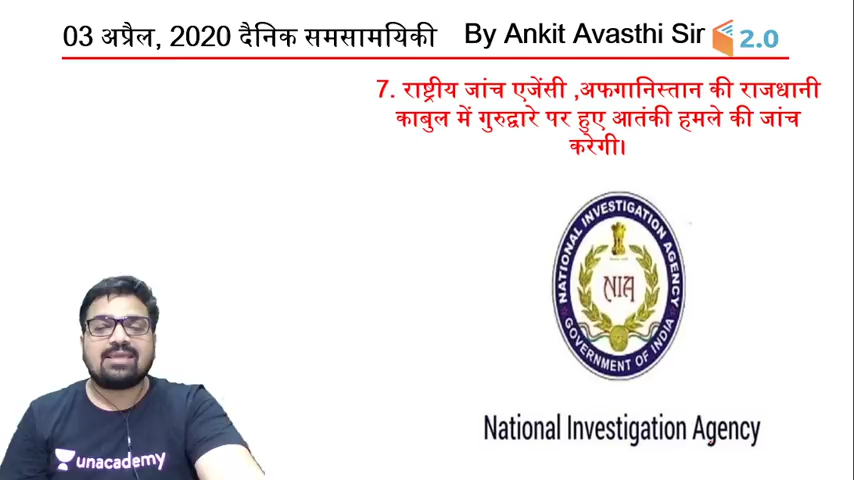 03 अप्रैल, 2020 दैनिक समसामयिकी By Ankit Avasthi Sir 2.0
7. राष्ट्रीय जांच एजेंसी ,अफगानिस्तान की राजधानी
काबुल में गुरुद्वारे पर हुए आतंकी हमले की जांच
करेगी।
NATIONAL INVESTIGATION AGENCY
NIA
GOVERNMENT OF INDIA
National Investigation Agency
unacademy